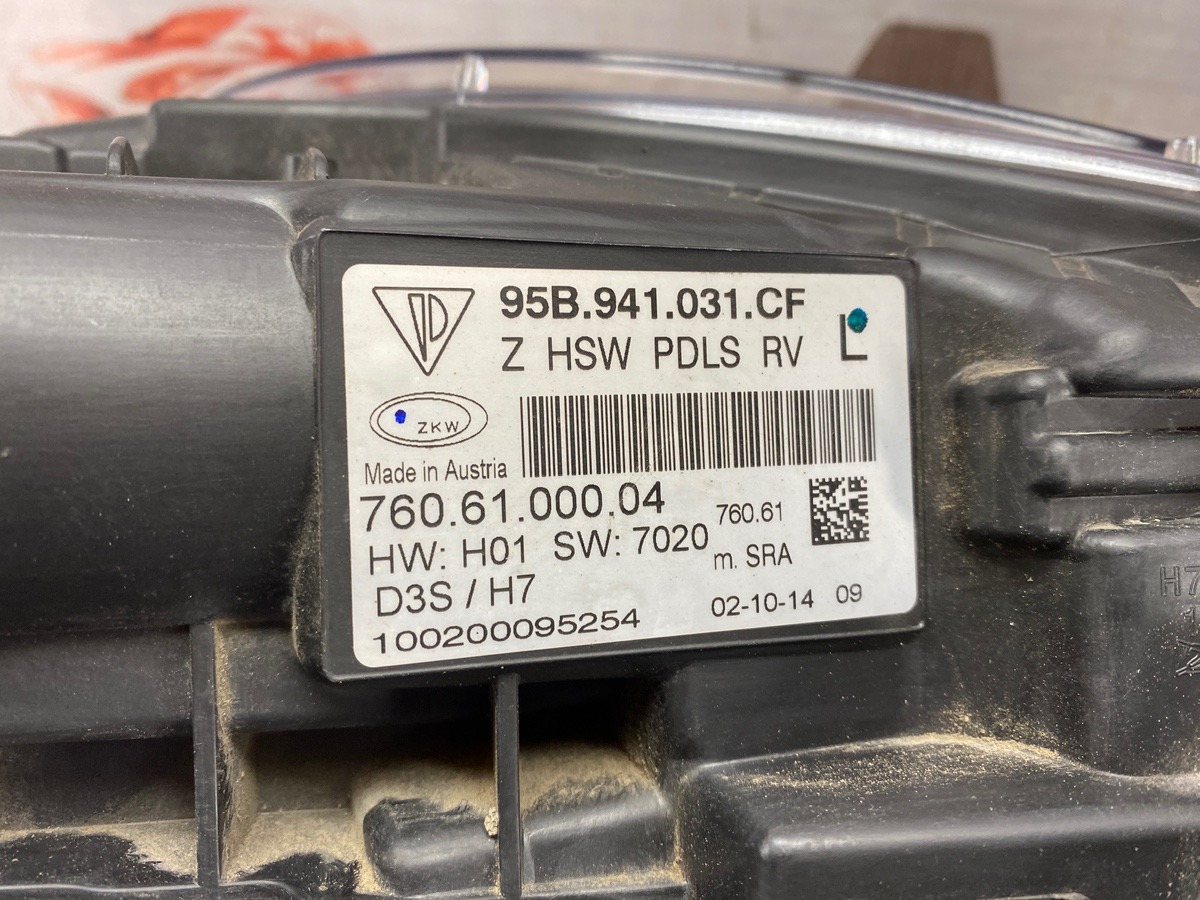 95B.941.031.CF
Z HSW PDLS RV L
ZKW
Made in Austria
760.61.000.04
760.61
HW: H01 SW: 7020
m. SRA
D3S / H7
100200095254
02-10-14 09
H7